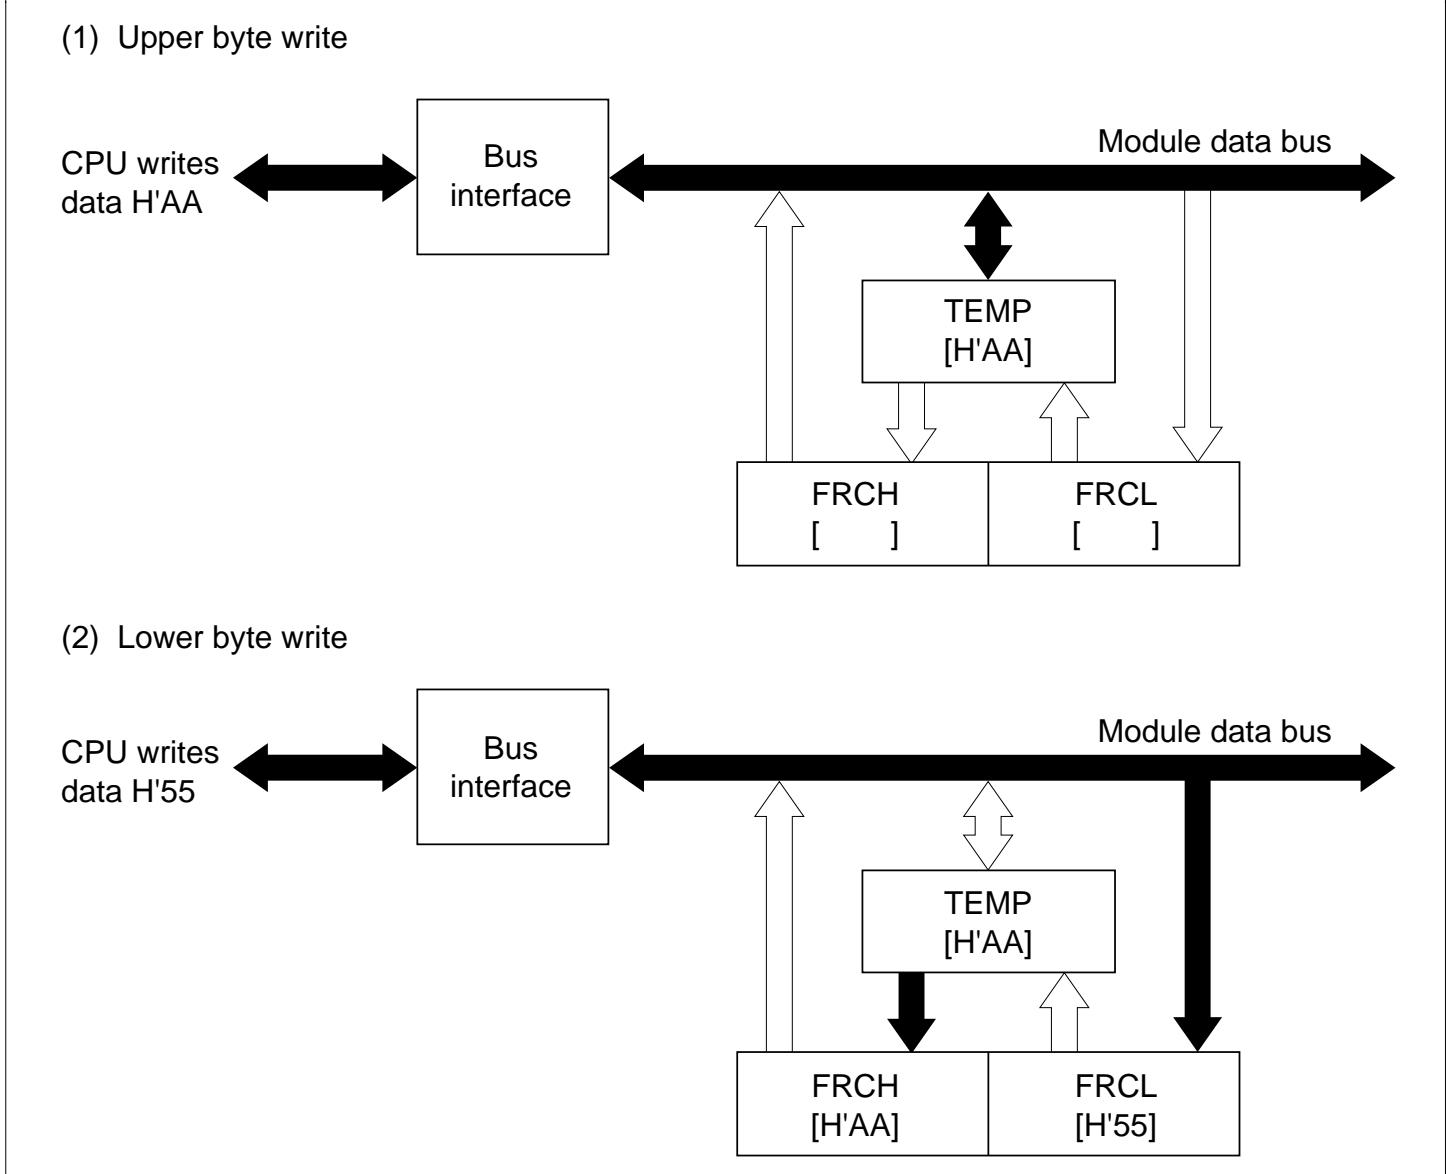 (1) Upper byte write
CPU writes
data H'AA
Bus
interface
Module data bus
TEMP
[H'AA]
FRCH
[ ]
FRCL
[ ]
(2) Lower byte write
CPU writes
data H'55
Bus
interface
Module data bus
TEMP
[H'AA]
FRCH
[H'AA]
FRCL
[H'55]